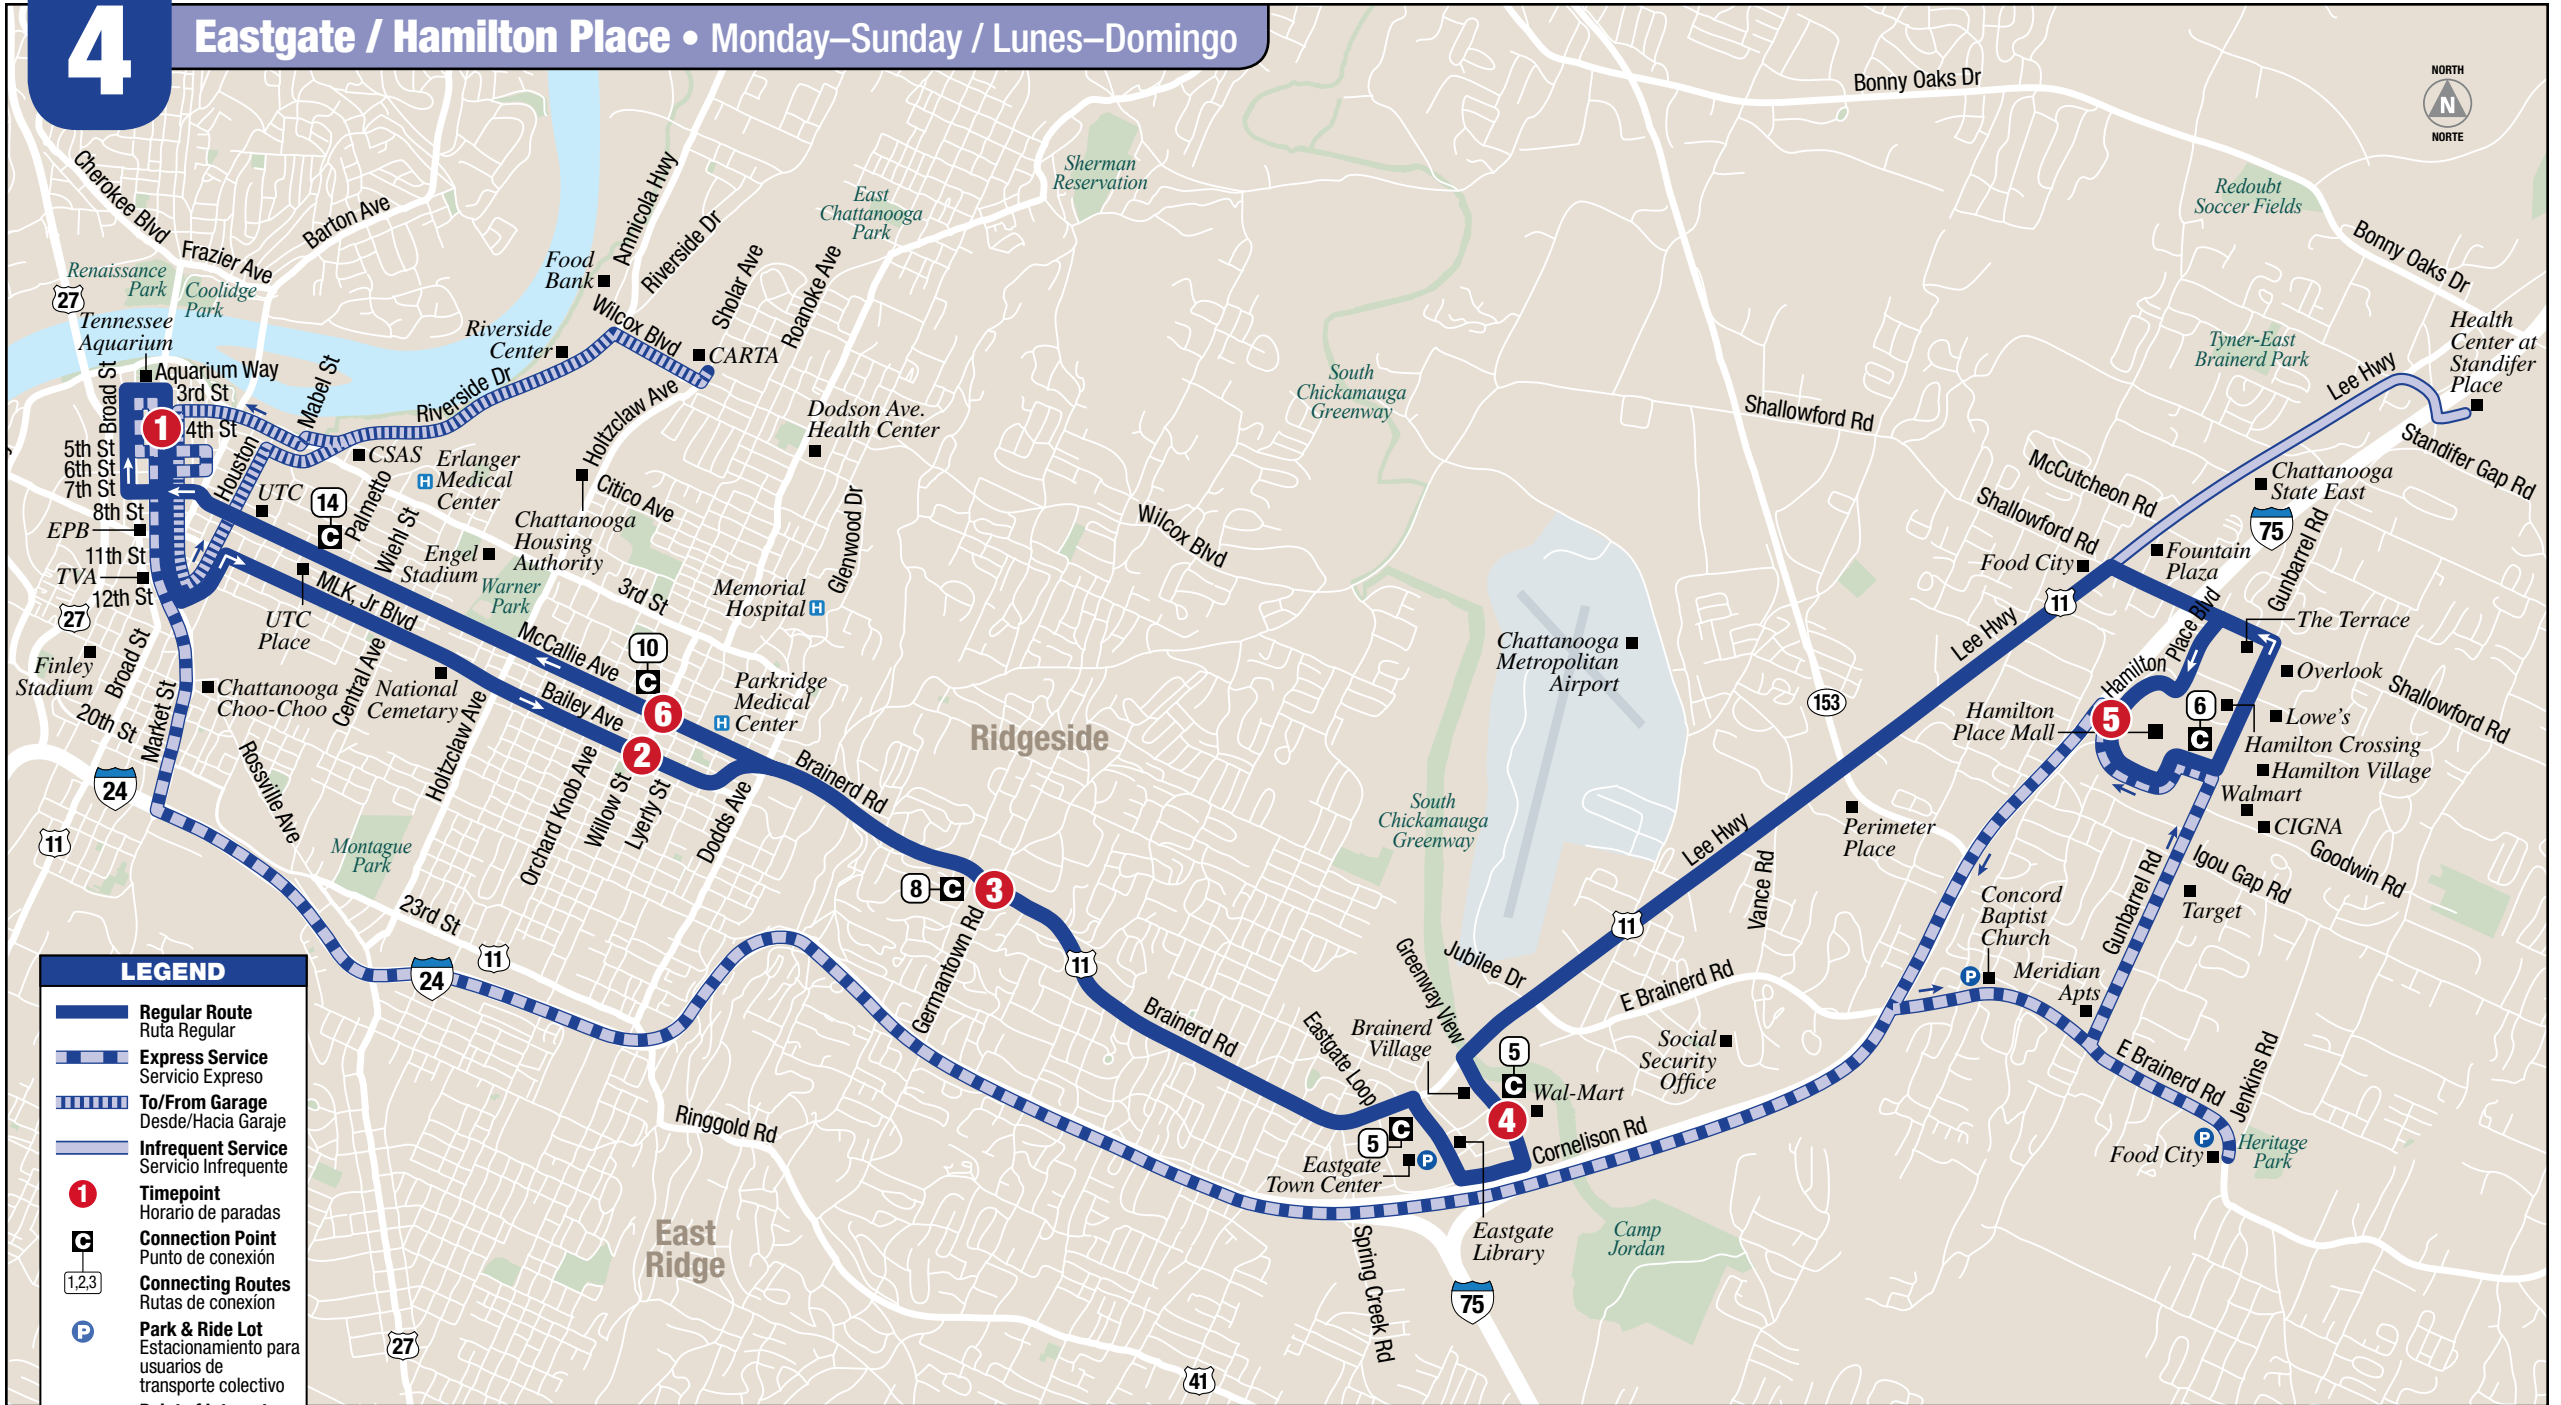 4
Eastgate / Hamilton Place • Monday–Sunday / Lunes–Domingo
NORTH
N
NORTE
Bonny Oaks Dr
Redoubt
Soccer Fields
Bonny Oaks Dr
Sherman
Reservation
East
Chattanooga
Park
Cherokee Blvd
Frazier Ave
Barton Ave
Amnicola Hwy
Riverside Dr
Sholar Ave
Roanoke Ave
Food
Bank
Wilcox Blvd
Renaissance
Park
Coolidge
Park
27
Tennessee
Aquarium
Riverside
Center
CARTA
Riverside Dr
Holtzclaw Ave
Broad St
Aquarium Way
3rd St
1
4th St
Mabel St
5th St
6th St
7th St
8th St
EPB
11th St
TVA
12th St
Houston
UTC
14
C
Palmetto
CSAS
H
Erlanger
Medical
Center
Wiehl St
Engel
Stadium
Warner
Park
Chattanooga
Housing
Authority
Citico Ave
Dodson Ave.
Health Center
Glenwood Dr
3rd St
Memorial
Hospital
H
27
Finley
Stadium
Broad St
20th St
Market St
UTC
Place
MLK, Jr Blvd
Chattanooga
Choo-Choo
Central Ave
National
Cemetary
Holtzclaw Ave
McCallie Ave
Bailey Ave
10
C
6
2
Parkridge
Medical
Center
H
24
11
Rossville Ave
Montague
Park
Orchard Knob Ave
Willow St
Lyerly St
Dodds Ave
Brainerd Rd
Ridgeside
23rd St
11
24
8
C
3
Germantown Rd
11
Brainerd Rd
Ringgold Rd
East
Ridge
27
41
Wilcox Blvd
South
Chickamauga
Greenway
South
Chickamauga
Greenway
Chattanooga
Metropolitan
Airport
Shallowford Rd
153
Lee Hwy
Lee Hwy
11
11
Perimeter
Place
Vance Rd
Jubilee Dr
Greenway View
E Brainerd Rd
Brainerd
Village
Eastgate Loop
5
C
Wal-Mart
4
Social
Security
Office
Cornelison Rd
5
C
Eastgate
Town Center
P
Eastgate
Library
Spring Creek Rd
75
Camp
Jordan
Tyner-East
Brainerd Park
Lee Hwy
Health
Center at
Standifer
Place
Standifer Gap Rd
McCutcheon Rd
Shallowford Rd
Food City
Chattanooga
State East
75
Gunbarrel Rd
Fountain
Plaza
Hamilton Place Blvd
The Terrace
Overlook
Shallowford Rd
5
Hamilton
Place Mall
6
C
Lowe's
Hamilton Crossing
Hamilton Village
Walmart
CIGNA
Goodwin Rd
Igou Gap Rd
Target
Gunbarrel Rd
Concord
Baptist
Church
P
Meridian
Apts
E Brainerd Rd
Jenkins Rd
P
Food City
Heritage
Park
LEGEND
Regular Route
Ruta Regular
Express Service
Servicio Expreso
To/From Garage
Desde/Hacia Garaje
Infrequent Service
Servicio Infrequente
1
Timepoint
Horario de paradas
C
Connection Point
Punto de conexión
1,2,3
Connecting Routes
Rutas de conexíon
P
Park & Ride Lot
Estacionamiento para
usuarios de
transporte colectivo